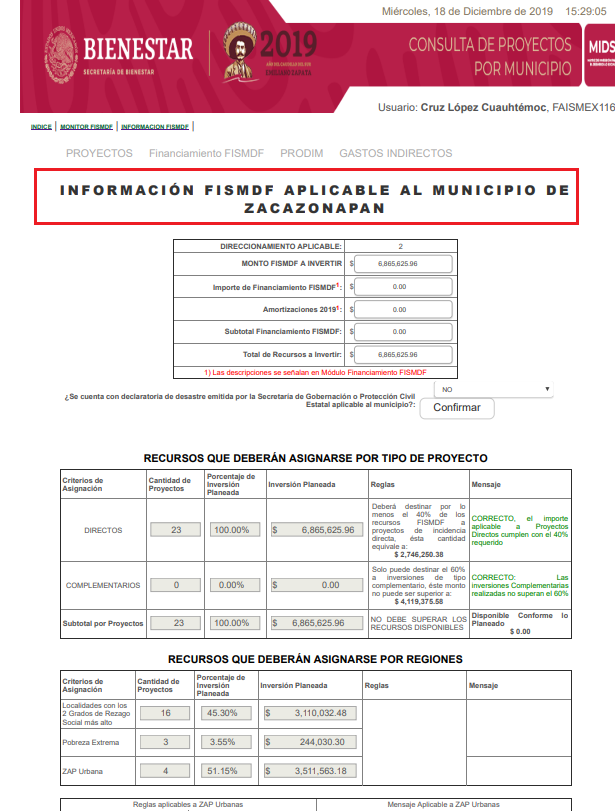 Miércoles, 18 de Diciembre de 2019 15:29:05
BIENESTAR
SECRETARÍA DE BIENESTAR
2019
AÑO DEL CAUDILLO DEL SUR
EMILIANO ZAPATA
CONSULTA DE PROYECTOS
POR MUNICIPIO
MIDS
Usuario: Cruz López Cuauhtémoc, FAISMEX116
INDICE | MONITOR FISMDF | INFORMACION FISMDF |
PROYECTOS Financiamiento FISMDF PRODIM GASTOS INDIRECTOS
INFORMACIÓN FISMDF APLICABLE AL MUNICIPIO DE
ZACAZONAPAN
DIRECCIONAMIENTO APLICABLE: 2
MONTO FISMDF A INVERTIR $ 6,865,625.96
Importe de Financiamiento FISMDF1: $ 0.00
Amortizaciones 20191: $ 0.00
Subtotal Financiamiento FISMDF: $ 0.00
Total de Recursos a Invertir: $ 6,865,625.96
1) Las descripciones se señalan en Módulo Financiamiento FISMDF
¿Se cuenta con declaratoria de desastre emitida por la Secretaría de Gobernación o Protección Civil
Estatal aplicable al municipio?:
NO
Confirmar
RECURSOS QUE DEBERÁN ASIGNARSE POR TIPO DE PROYECTO
Criterios de
Asignación
Cantidad de
Proyectos
Porcentaje de
Inversión
Planeada
Inversión Planeada
Reglas
Mensaje
DIRECTOS
23
100.00%
$ 6,865,625.96
Deberá destinar por lo
menos el 40% de los
recursos FISMDF a
proyectos de incidencia
directa, ésta cantidad
equivale a:
$ 2,746,250.38
CORRECTO, el importe
aplicable a Proyectos
Directos cumplen con el 40%
requerido
COMPLEMENTARIOS
0
0.00%
$ 0.00
Solo puede destinar el 60%
a inversiones de tipo
complementario, éste monto
no puede ser superior a:
$ 4,119,375.58
CORRECTO: Las
inversiones Complementarias
realizadas no superan el 60%
Subtotal por Proyectos
23
100.00%
$ 6,865,625.96
NO DEBE SUPERAR LOS
RECURSOS DISPONIBLES
Disponible Conforme lo
Planeado
$ 0.00
RECURSOS QUE DEBERÁN ASIGNARSE POR REGIONES
Criterios de
Asignación
Cantidad de
Proyectos
Porcentaje de
Inversión
Planeada
Inversión Planeada
Reglas
Mensaje
Localidades con los
2 Grados de Rezago
Social más alto
16
45.30%
$ 3,110,032.48
Pobreza Extrema
3
3.55%
$ 244,030.30
ZAP Urbana
4
51.15%
$ 3,511,563.18
Reglas aplicables a ZAP Urbanas
Mensaje Aplicable a ZAP Urbanas